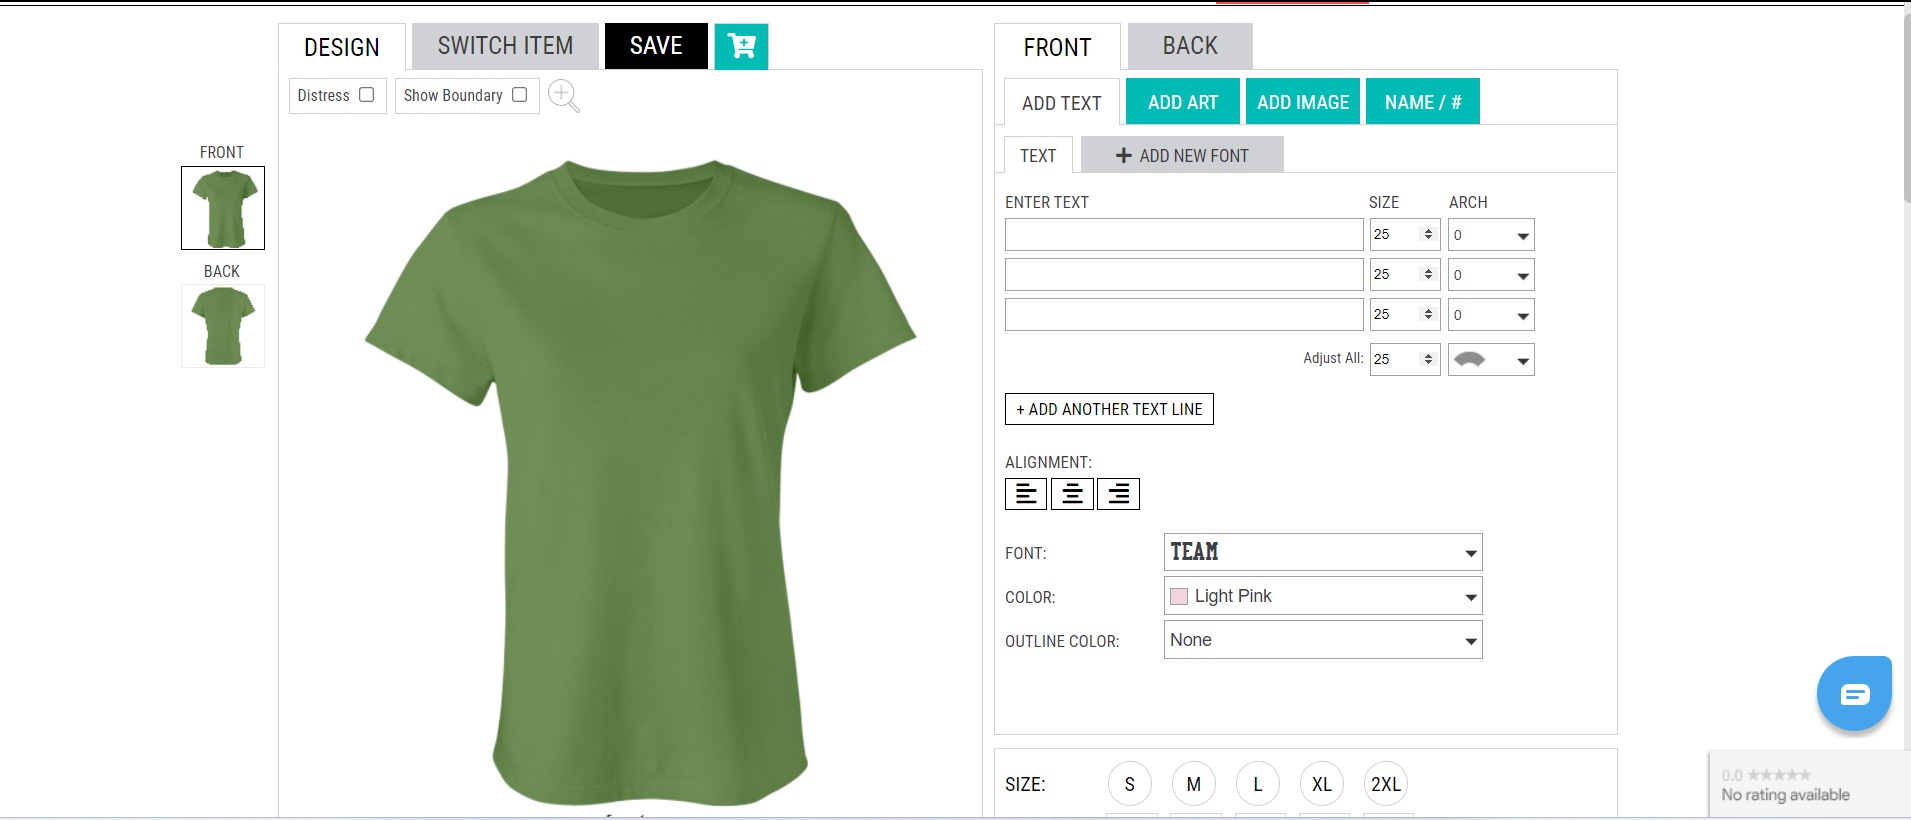 DESIGN SWITCH ITEM SAVE
Distress Show Boundary
FRONT
BACK
FRONT BACK
ADD TEXT ADD ART ADD IMAGE NAME / #
TEXT + ADD NEW FONT
ENTER TEXT SIZE ARCH
25 0
25 0
25 0
Adjust All: 25
+ ADD ANOTHER TEXT LINE
ALIGNMENT:
FONT: TEAM
COLOR: Light Pink
OUTLINE COLOR: None
SIZE: S M L XL 2XL
0.0 ★★★★★
No rating available